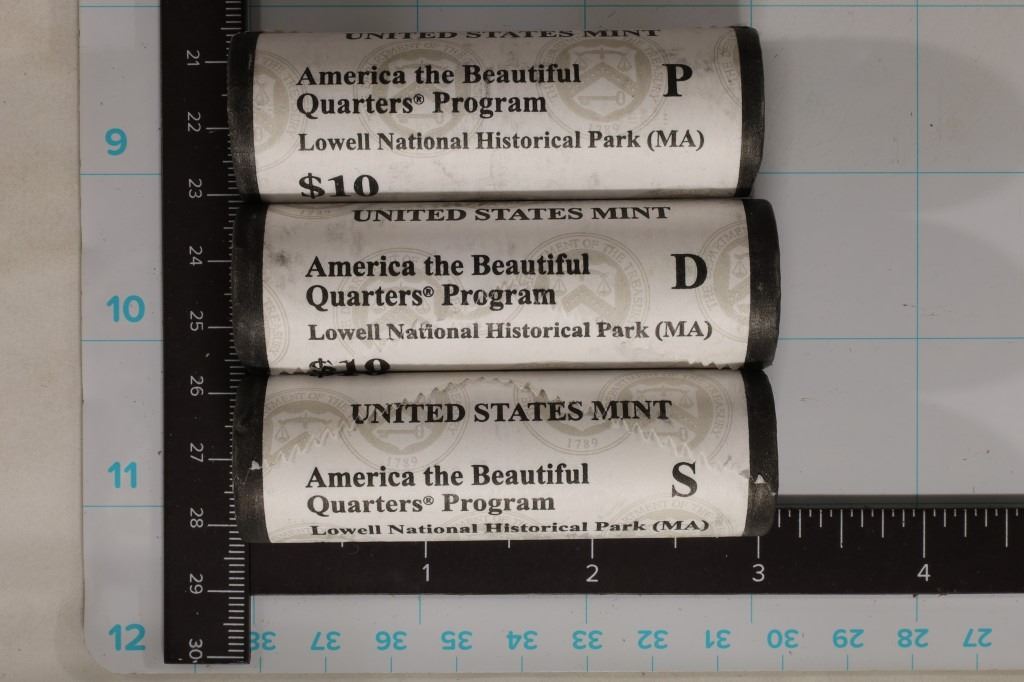 UNITED STATES MINT
America the Beautiful
Quarters® Program
P
Lowell National Historical Park (MA)
$10
UNITED STATES MINT
America the Beautiful
Quarters® Program
D
Lowell National Historical Park (MA)
$10
UNITED STATES MINT
1789
1789
America the Beautiful
Quarters® Program
S
Lowell National Historical Park (MA)
9
10
11
12
21
22
23
24
25
26
27
28
29
30
1 2 3 4
38 37 36 35 34 33 32 31 30 29 28 27